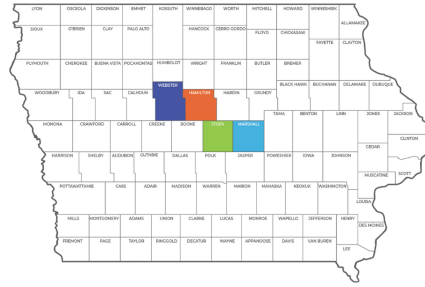 LYON OSCEOLA DICKINSON EMMET KOSSUTH WINNEBAGO WORTH MITCHELL HOWARD WINNESHIEK ALLAMAKEE
SIOUX O'BRIEN CLAY PALO ALTO HANCOCK CERRO GORDO FLOYD CHICKASAW
FAYETTE CLAYTON
PLYMOUTH CHEROKEE BUENA VISTA POCAHONTAS HUMBOLDT WRIGHT FRANKLIN BUTLER BREMER
WOODBURY IDA SAC CALHOUN WEBSTER HAMILTON HARDIN GRUNDY BLACK HAWK BUCHANAN DELAWARE DUBUQUE
MONONA CRAWFORD CARROLL GREENE BOONE STORY MARSHALL TAMA BENTON LINN JONES JACKSON
CLINTON
CEDAR
HARRISON SHELBY AUDUBON GUTHRIE DALLAS POLK JASPER POWESHIEK IOWA JOHNSON
MUSCATINE SCOTT
POTTAWATTAMIE CASS ADAIR MADISON WARREN MARION MAHASKA KEOKUK WASHINGTON
LOUISA
MILLS MONTGOMERY ADAMS UNION CLARKE LUCAS MONROE WAPELLO JEFFERSON HENRY
DES MOINES
FREMONT PAGE TAYLOR RINGGOLD DECATUR WAYNE APPANOOSE DAVIS VAN BUREN
LEE